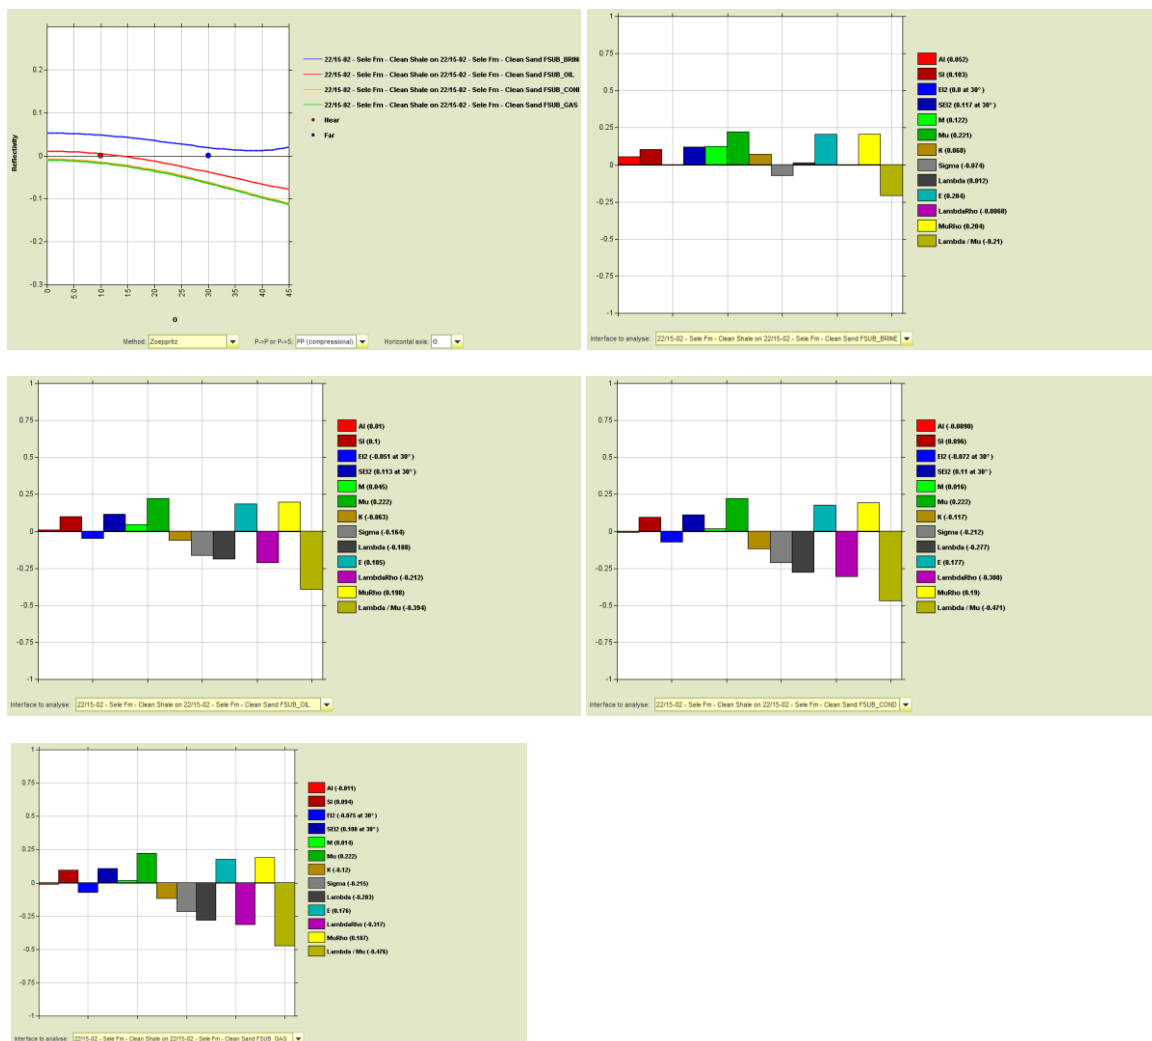 0.2
0.1
0
-0.1
-0.2
-0.3
Reflectivity
0
5.0
10
15
20
25
30
35
40
45
Θ
22/15-02 - Sele Fm - Clean Shale on 22/15-02 - Sele Fm - Clean Sand FSUB_BRINE
22/15-02 - Sele Fm - Clean Shale on 22/15-02 - Sele Fm - Clean Sand FSUB_OIL
22/15-02 - Sele Fm - Clean Shale on 22/15-02 - Sele Fm - Clean Sand FSUB_COND
22/15-02 - Sele Fm - Clean Shale on 22/15-02 - Sele Fm - Clean Sand FSUB_GAS
Near
Far
Method: Zoeppritz P->P or P->S: PP (compressional) Horizontal axis: Θ
1
0.75
0.5
0.25
0
-0.25
-0.5
-0.75
-1
AI (0.052)
SI (0.103)
EI2 (0.0 at 30°)
SEI2 (0.117 at 30°)
M (0.122)
Mu (0.221)
K (0.068)
Sigma (-0.074)
Lambda (0.012)
E (0.204)
LambdaRho (-0.0060)
MuRho (0.204)
Lambda / Mu (-0.21)
Interface to analyse: 22/15-02 - Sele Fm - Clean Shale on 22/15-02 - Sele Fm - Clean Sand FSUB_BRINE
1
0.75
0.5
0.25
0
-0.25
-0.5
-0.75
-1
AI (0.01)
SI (0.1)
EI2 (-0.051 at 30°)
SEI2 (0.113 at 30°)
M (0.045)
Mu (0.222)
K (-0.063)
Sigma (-0.164)
Lambda (-0.188)
E (0.185)
LambdaRho (-0.212)
MuRho (0.198)
Lambda / Mu (-0.394)
Interface to analyse: 22/15-02 - Sele Fm - Clean Shale on 22/15-02 - Sele Fm - Clean Sand FSUB_OIL
1
0.75
0.5
0.25
0
-0.25
-0.5
-0.75
-1
AI (-0.0090)
SI (0.096)
EI2 (-0.072 at 30°)
SEI2 (0.11 at 30°)
M (0.016)
Mu (0.222)
K (-0.117)
Sigma (-0.212)
Lambda (-0.277)
E (0.177)
LambdaRho (-0.308)
MuRho (0.19)
Lambda / Mu (-0.471)
Interface to analyse: 22/15-02 - Sele Fm - Clean Shale on 22/15-02 - Sele Fm - Clean Sand FSUB_COND
1
0.75
0.5
0.25
0
-0.25
-0.5
-0.75
-1
AI (-0.011)
SI (0.094)
EI2 (-0.075 at 30°)
SEI2 (0.108 at 30°)
M (0.014)
Mu (0.222)
K (-0.12)
Sigma (-0.215)
Lambda (-0.283)
E (0.176)
LambdaRho (-0.317)
MuRho (0.187)
Lambda / Mu (-0.476)
Interface to analyse: 22/15-02 - Sele Fm - Clean Shale on 22/15-02 - Sele Fm - Clean Sand FSUB_GAS